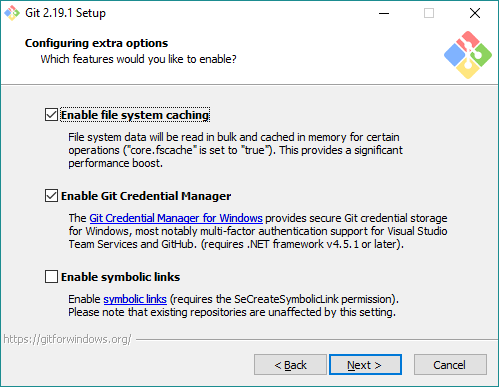 Git 2.19.1 Setup
Configuring extra options
Which features would you like to enable?
Enable file system caching
File system data will be read in bulk and cached in memory for certain
operations ("core.fscache" is set to "true"). This provides a significant
performance boost.
Enable Git Credential Manager
The Git Credential Manager for Windows provides secure Git credential storage
for Windows, most notably multi-factor authentication support for Visual Studio
Team Services and GitHub. (requires .NET framework v4.5.1 or later).
Enable symbolic links
Enable symbolic links (requires the SeCreateSymbolicLink permission).
Please note that existing repositories are unaffected by this setting.
https://gitforwindows.org/
< Back
Next >
Cancel